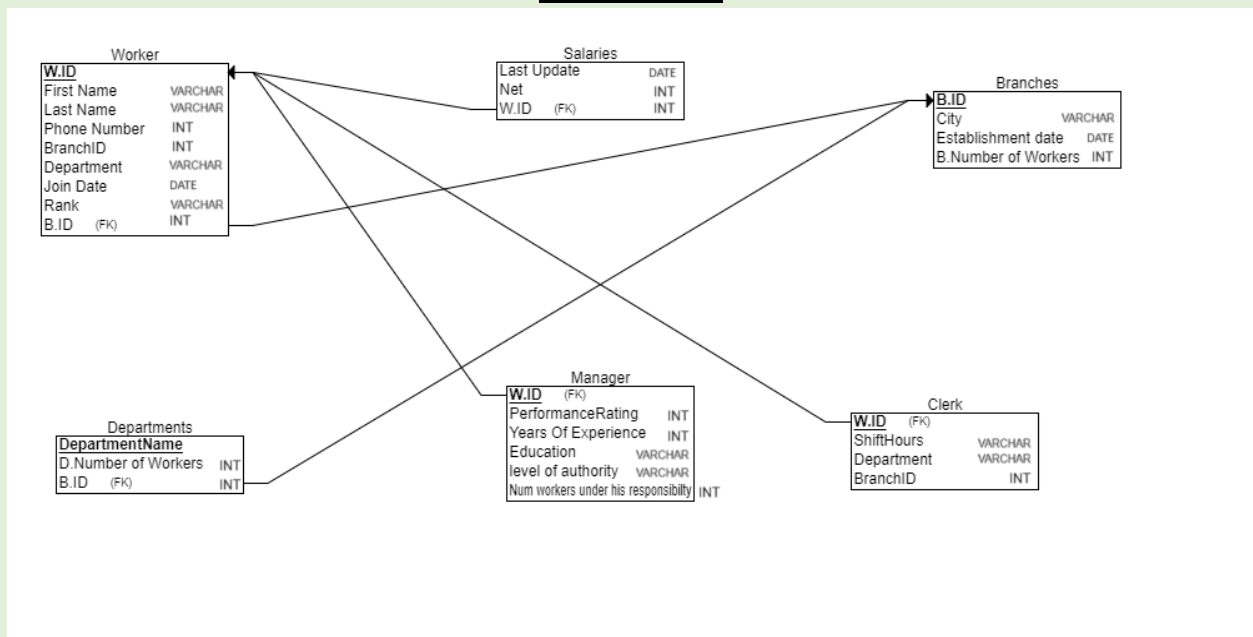 Worker
W.ID
First Name VARCHAR
Last Name VARCHAR
Phone Number INT
BranchID INT
Department VARCHAR
Join Date DATE
Rank VARCHAR
B.ID (FK) INT
Salaries
Last Update DATE
Net INT
W.ID (FK) INT
Branches
B.ID
City VARCHAR
Establishment date DATE
B.Number of Workers INT
Departments
DepartmentName
D.Number of Workers INT
B.ID (FK) INT
Manager
W.ID (FK)
PerformanceRating INT
Years Of Experience INT
Education VARCHAR
level of authority VARCHAR
Num workers under his responsibilty INT
Clerk
W.ID (FK)
ShiftHours VARCHAR
Department VARCHAR
BranchID INT